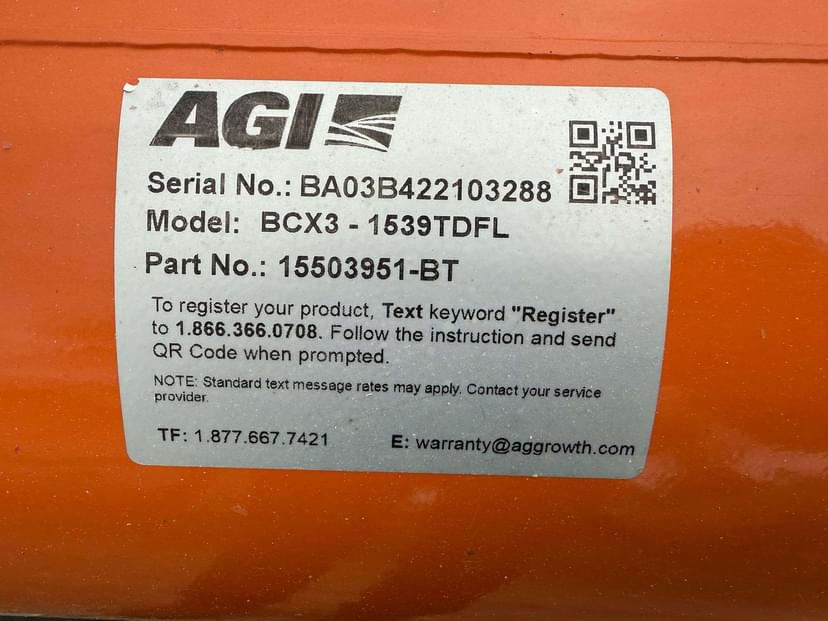 AGI
Serial No.: BA03B422103288
Model: BCX3 - 1539TDFL
Part No.: 15503951-BT
To register your product, Text keyword "Register"
to 1.866.366.0708. Follow the instruction and send
QR Code when prompted.
NOTE: Standard text message rates may apply. Contact your service
provider.
TF: 1.877.667.7421 E: warranty@aggrowth.com